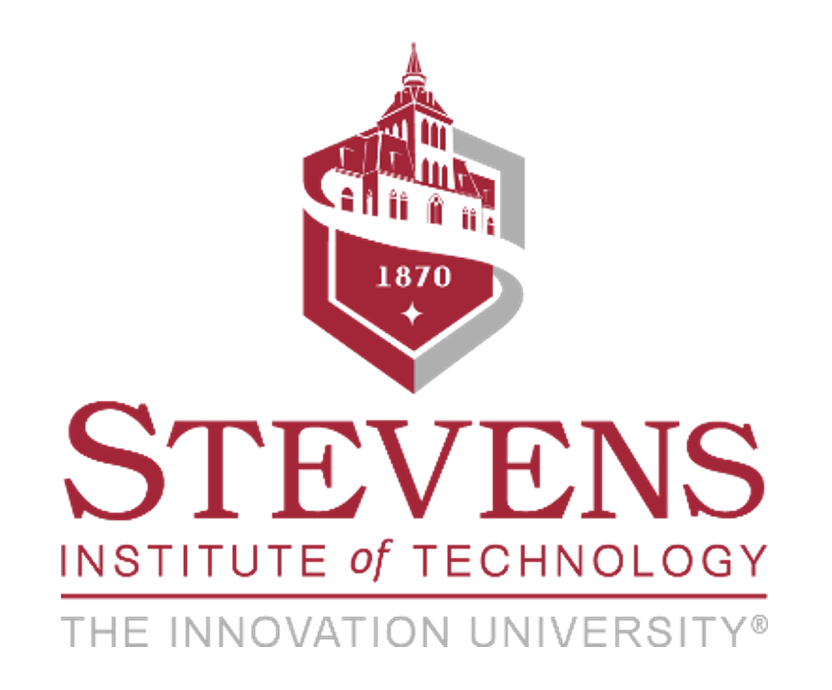 1870
STEVENS
INSTITUTE of TECHNOLOGY
THE INNOVATION UNIVERSITY®